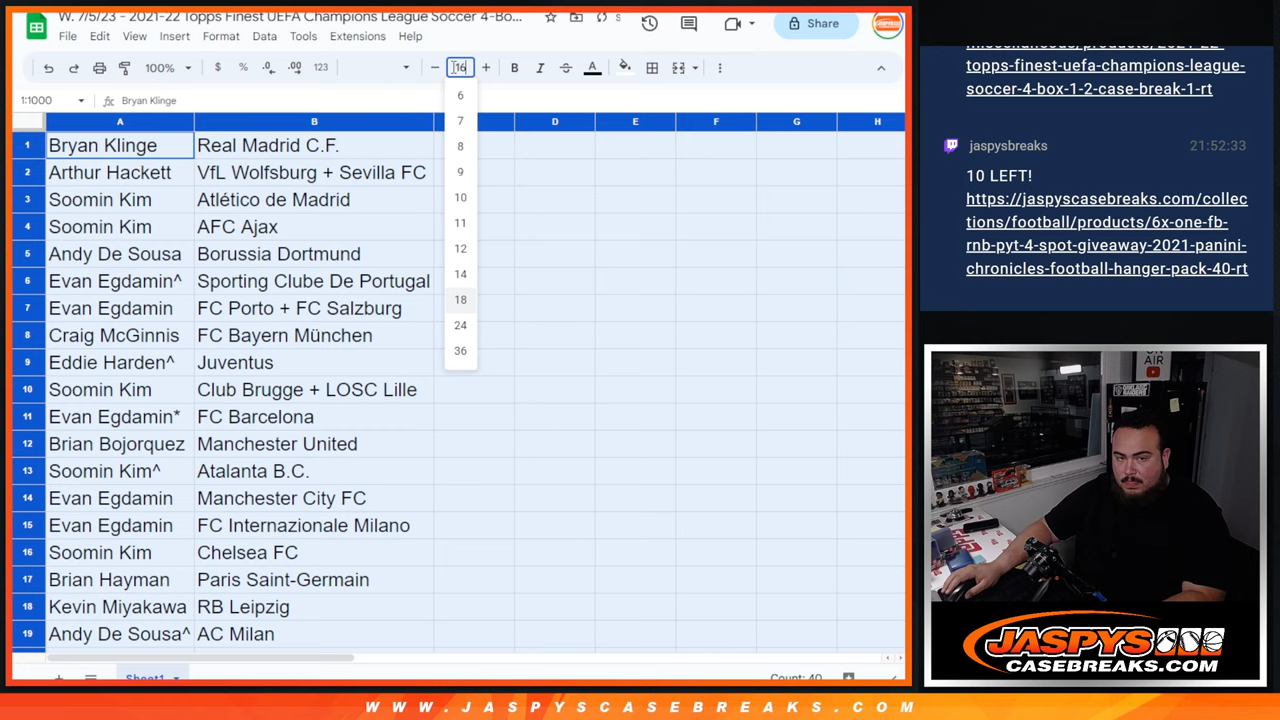 W. 7/5/23 - 2021-22 Topps Finest UEFA Champions League Soccer 4-Bo...
File Edit View Insert Format Data Tools Extensions Help
Share
100% $ % .0 .00 123 16 B I A
1:1000 fx Bryan Klinge
6
7
8
9
10
11
12
14
18
24
36
A B D E F G H
1 Bryan Klinge Real Madrid C.F.
2 Arthur Hackett VfL Wolfsburg + Sevilla FC
3 Soomin Kim Atlético de Madrid
4 Soomin Kim AFC Ajax
5 Andy De Sousa Borussia Dortmund
6 Evan Egdamin^ Sporting Clube De Portugal
7 Evan Egdamin FC Porto + FC Salzburg
8 Craig McGinnis FC Bayern München
9 Eddie Harden^ Juventus
10 Soomin Kim Club Brugge + LOSC Lille
11 Evan Egdamin* FC Barcelona
12 Brian Bojorquez Manchester United
13 Soomin Kim^ Atalanta B.C.
14 Evan Egdamin Manchester City FC
15 Evan Egdamin FC Internazionale Milano
16 Soomin Kim Chelsea FC
17 Brian Hayman Paris Saint-Germain
18 Kevin Miyakawa RB Leipzig
19 Andy De Sousa^ AC Milan
Sheet1
Count: 40
miscellaneous/products/2021-22-
topps-finest-uefa-champions-league-
soccer-4-box-1-2-case-break-1-rt
jaspysbreaks 21:52:33
10 LEFT!
https://jaspyscasebreaks.com/collec
tions/football/products/6x-one-fb-
rnb-pyt-4-spot-giveaway-2021-panini-
chronicles-football-hanger-pack-40-rt
ON
AIR
JASPYS
CASEBREAKS.COM
WWW.JASPYSCASEBREAKS.COM